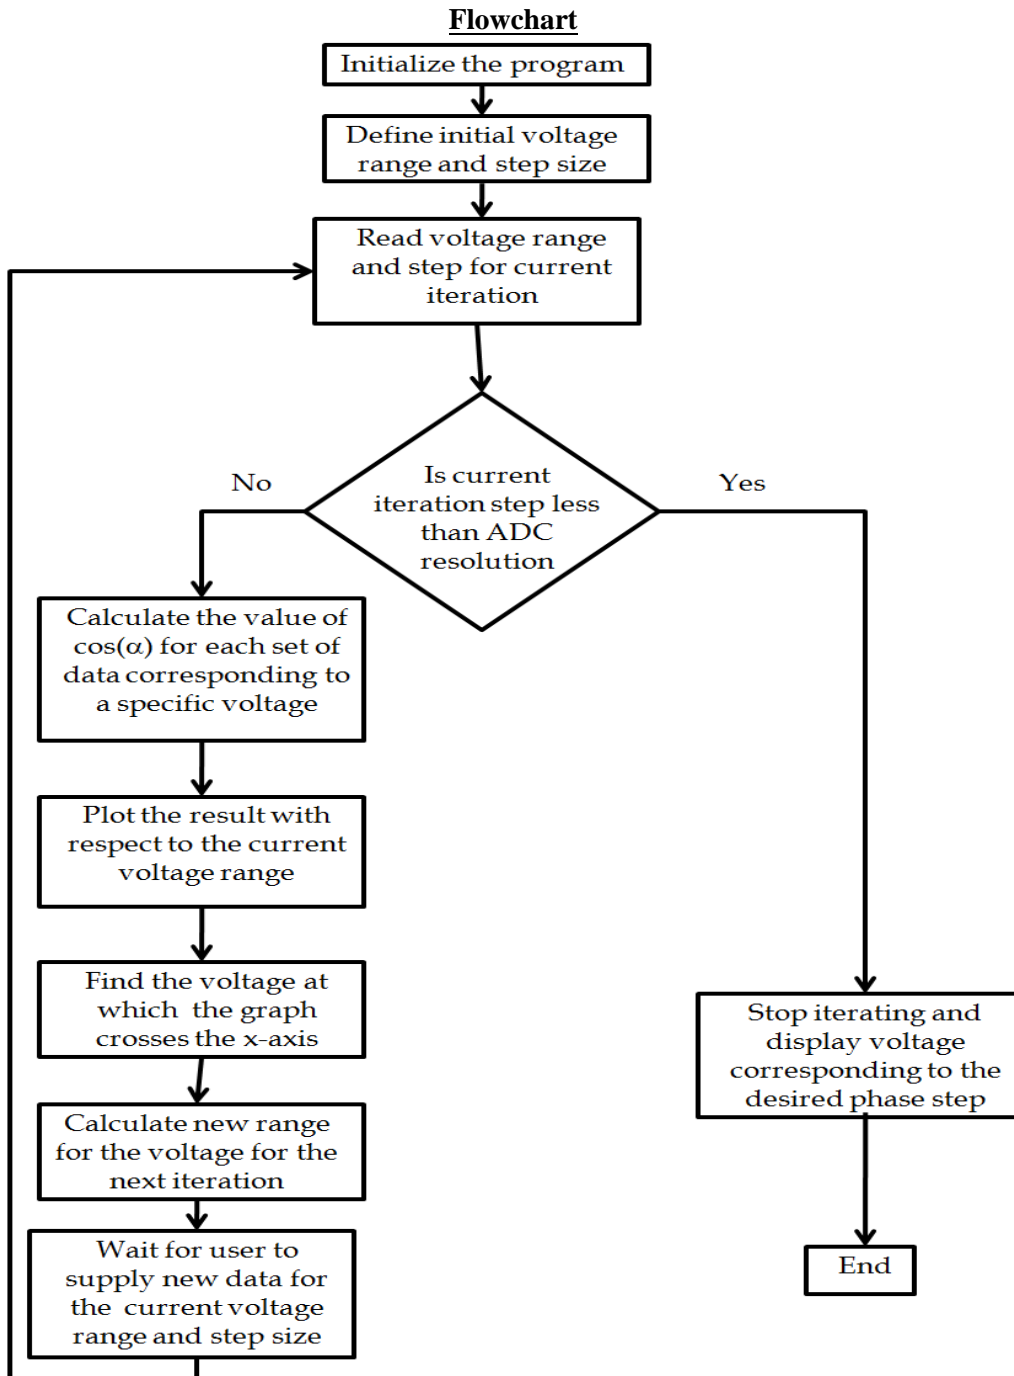 Flowchart
Initialize the program
Define initial voltage
range and step size
Read voltage range
and step for current
iteration
Is current
iteration step less
than ADC
resolution
No
Yes
Calculate the value of
cos(α) for each set of
data corresponding to
a specific voltage
Plot the result with
respect to the current
voltage range
Find the voltage at
which the graph
crosses the x-axis
Calculate new range
for the voltage for the
next iteration
Wait for user to
supply new data for
the current voltage
range and step size
Stop iterating and
display voltage
corresponding to the
desired phase step
End